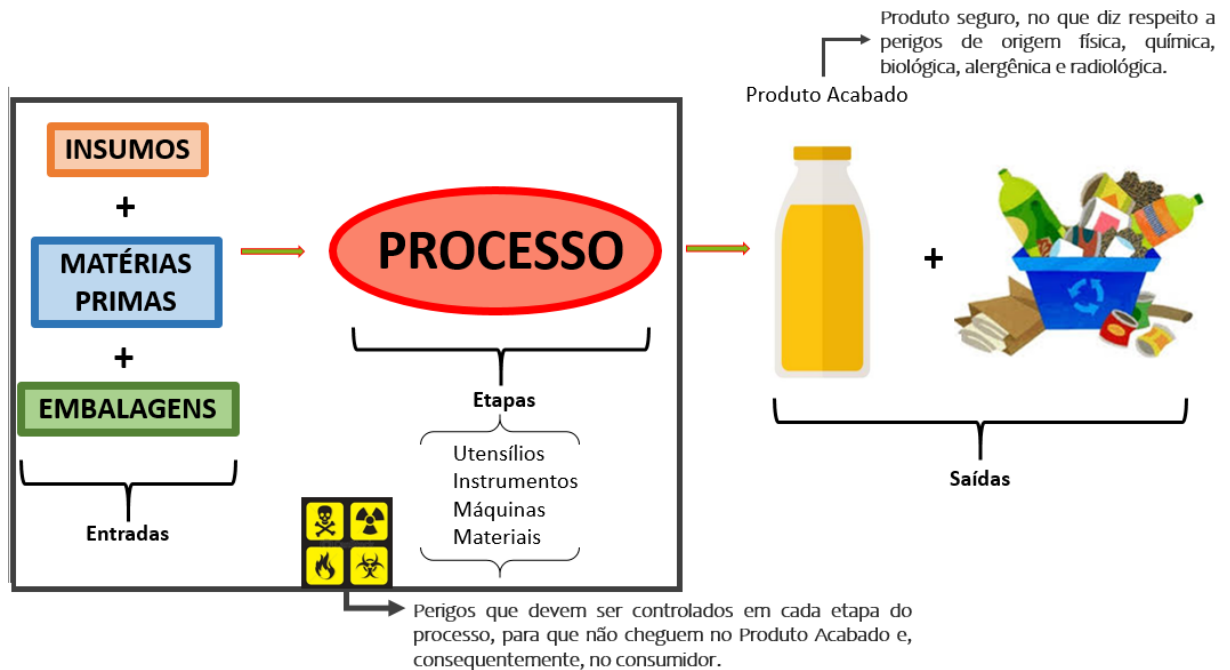 Produto seguro, no que diz respeito a
perigos de origem física, química,
biológica, alergênica e radiológica.
Produto Acabado
INSUMOS
+
MATÉRIAS
PRIMAS
+
EMBALAGENS
Entradas
PROCESSO
Etapas
Utensílios
Instrumentos
Máquinas
Materiais
+
Saídas
Perigos que devem ser controlados em cada etapa do
processo, para que não cheguem no Produto Acabado e,
consequentemente, no consumidor.